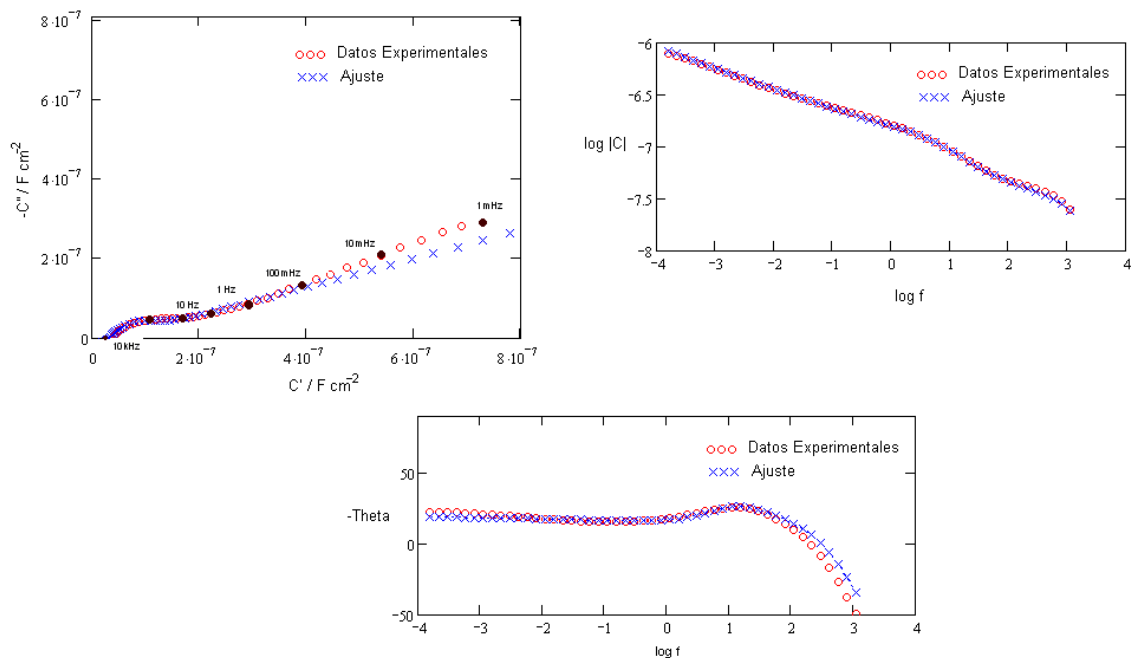 8·10⁻⁷
Datos Experimentales
Ajuste
6·10⁻⁷
-C'' / F cm⁻²
4·10⁻⁷
1 mHz
10 mHz
2·10⁻⁷
100 mHz
1 Hz
10 Hz
0
10 kHz
0 2·10⁻⁷ 4·10⁻⁷ 6·10⁻⁷ 8·10⁻⁷
C' / F cm⁻²
−6
Datos Experimentales
Ajuste
−6.5
log |C|
−7
−7.5
−8
−4 −3 −2 −1 0 1 2 3 4
log f
Datos Experimentales
Ajuste
50
-Theta
0
−50
−4 −3 −2 −1 0 1 2 3 4
log f